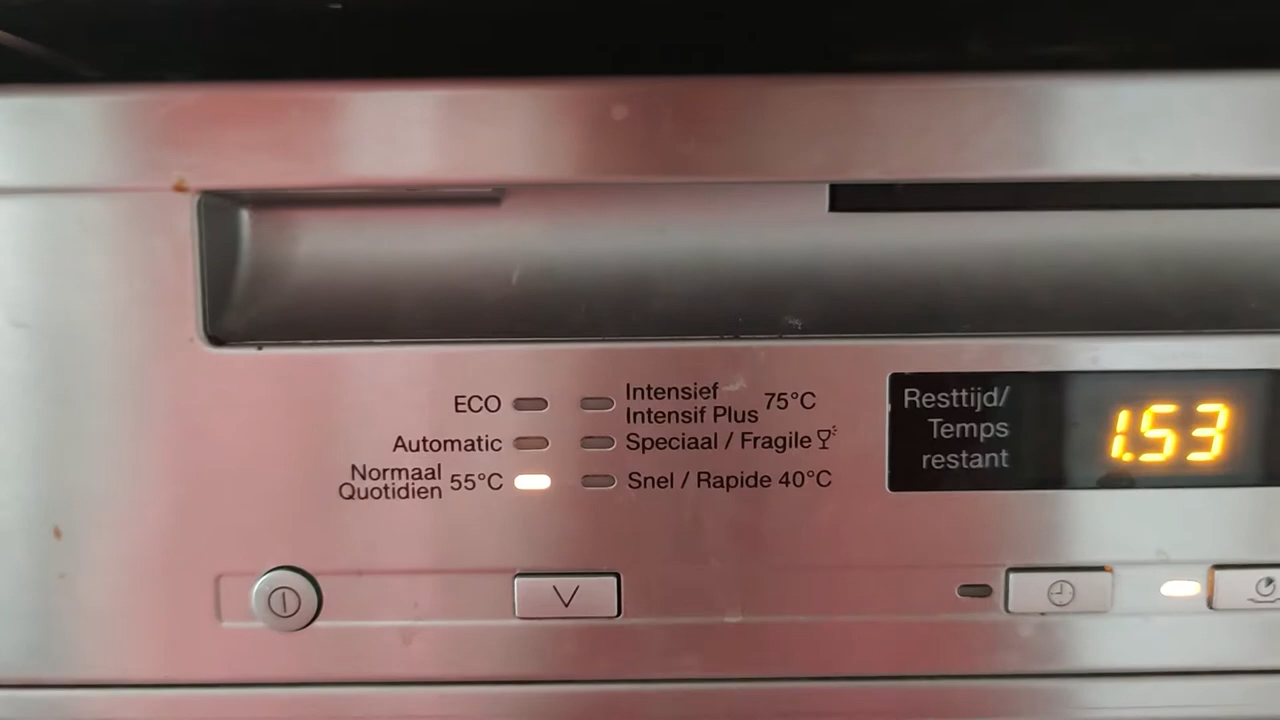 ECO
Automatic
Normaal
Quotidien 55°C
Intensief
Intensif Plus 75°C
Speciaal / Fragile
Snel / Rapide 40°C
Resttijd/
Temps
restant
1.53